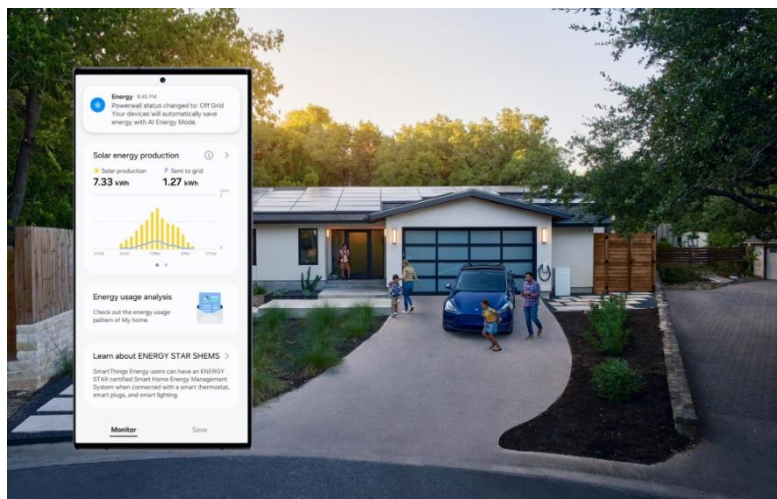 Energy 8:45 PM
Powerwall status changed to: Off Grid
Your devices will automatically save
energy with AI Energy Mode.
Solar energy production
Solar production
Sent to grid
7.33 kWh
1.27 kWh
Energy usage analysis
Check out the energy usage
pattern of My home.
Learn about ENERGY STAR SHEMS
SmartThings Energy users can have an ENERGY
STAR certified Smart Home Energy Management
System when connected with a smart thermostat,
smart plugs, and smart lighting.
Monitor
Save